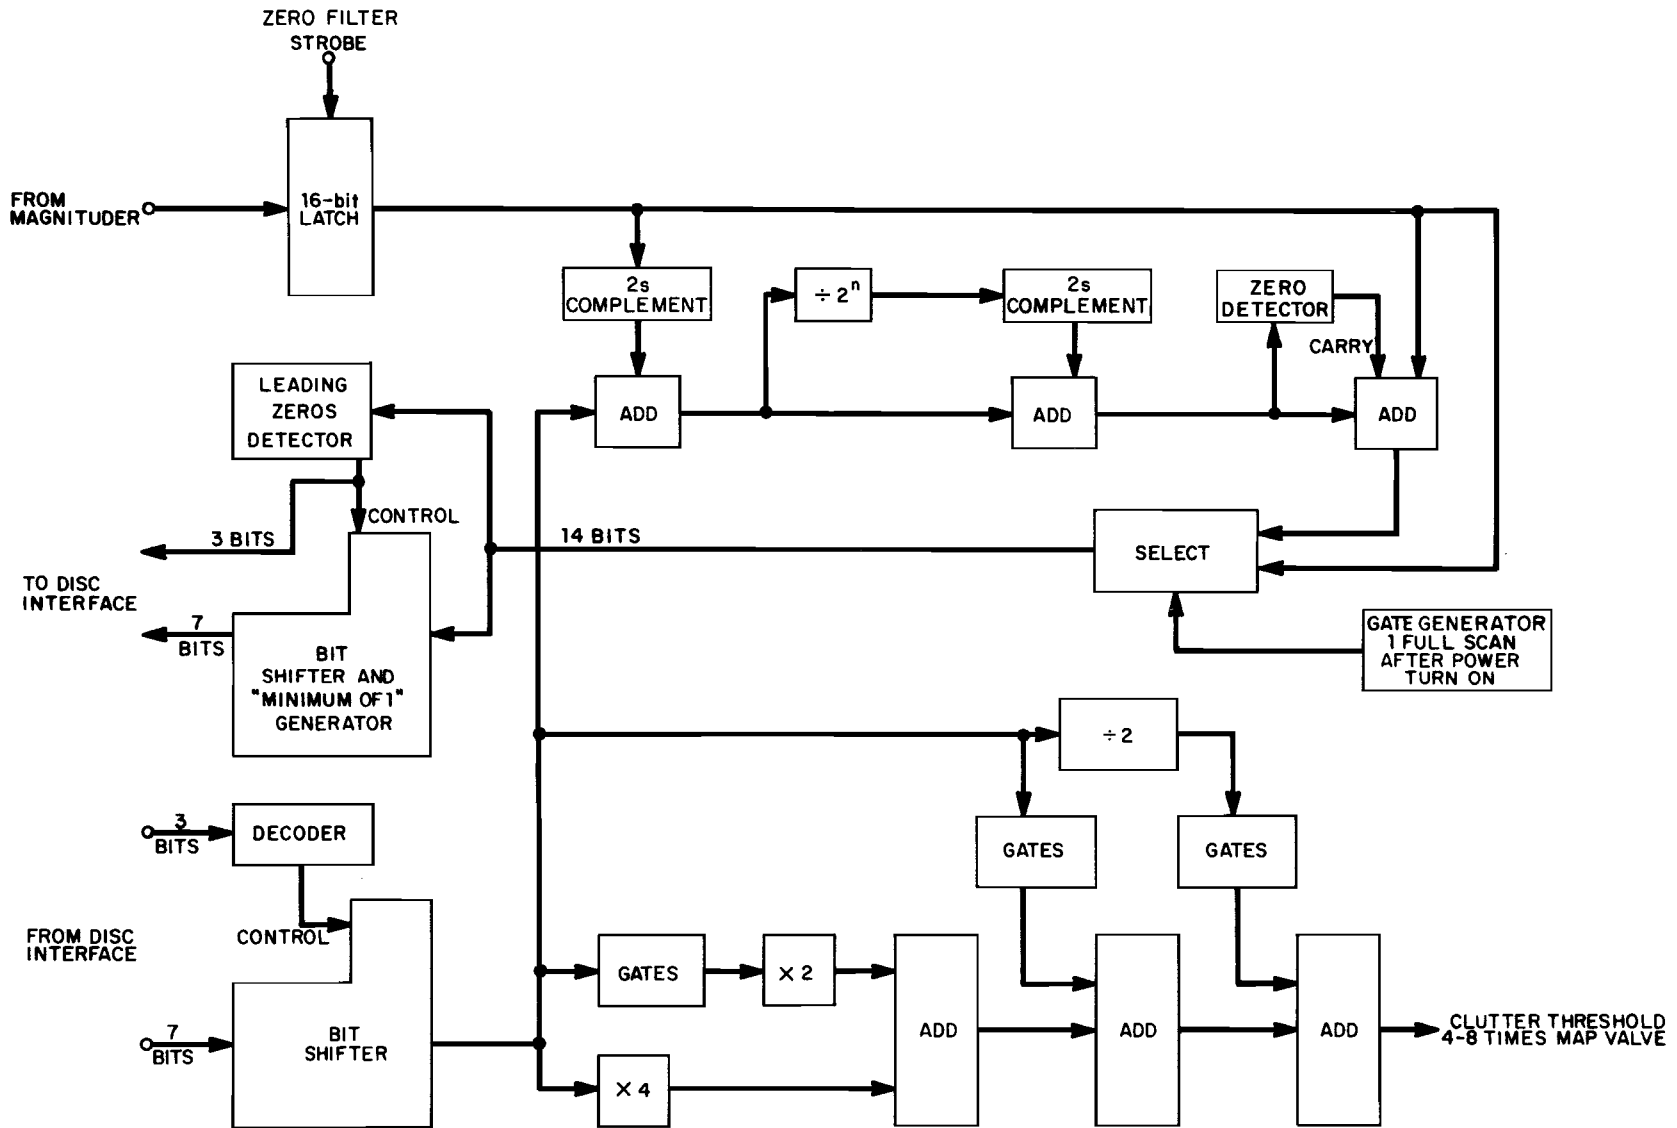 ZERO FILTER
STROBE
FROM
MAGNITUDER
16-bit
LATCH
2s
COMPLEMENT
÷ 2ⁿ
2s
COMPLEMENT
ZERO
DETECTOR
CARRY
LEADING
ZEROS
DETECTOR
ADD
ADD
ADD
CONTROL
3 BITS
14 BITS
SELECT
TO DISC
INTERFACE
7
BITS
BIT
SHIFTER AND
"MINIMUM OF 1"
GENERATOR
GATE GENERATOR
1 FULL SCAN
AFTER POWER
TURN ON
÷ 2
3
BITS
DECODER
GATES
GATES
FROM DISC
INTERFACE
CONTROL
GATES
× 2
7
BITS
BIT
SHIFTER
ADD
ADD
ADD
CLUTTER THRESHOLD
4-8 TIMES MAP VALVE
× 4